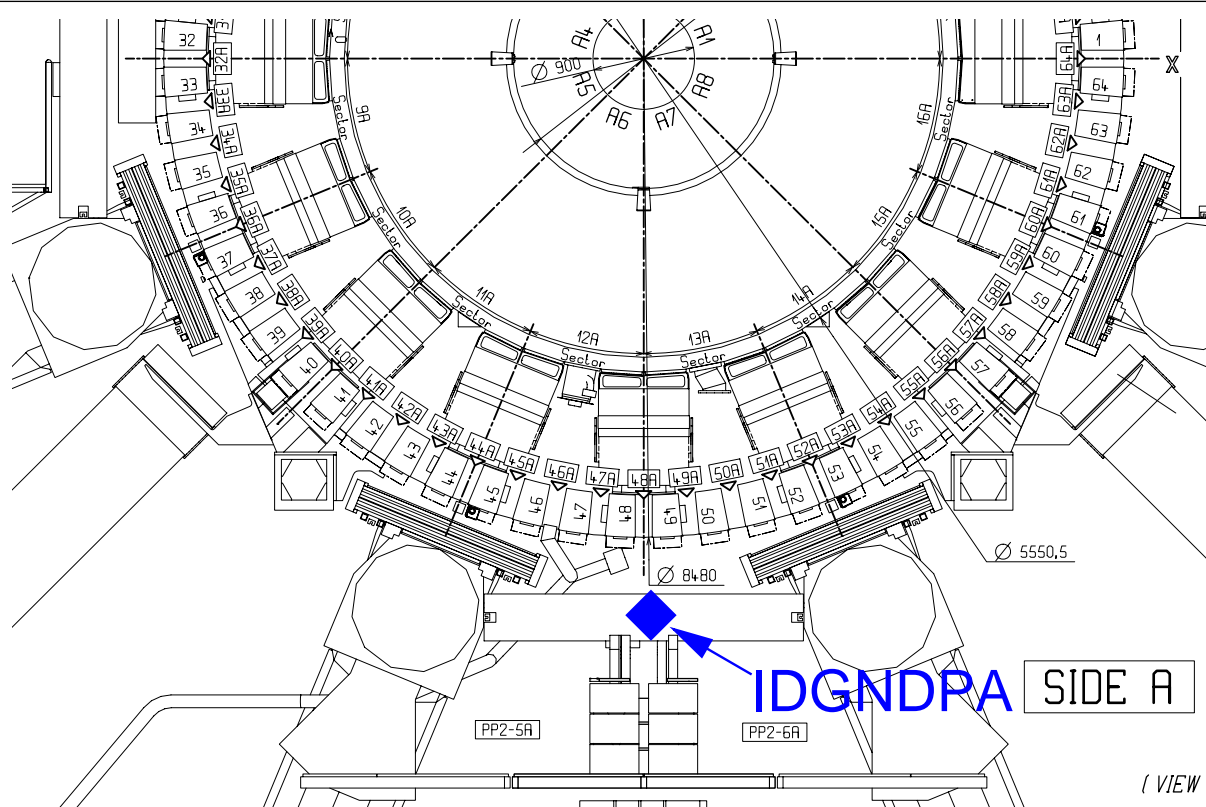 32
32A
33
33A
34
34A
35
35A
36
36A
37
37A
38
38A
39
39A
40
40A
41
41A
42
42A
43
43A
44
44A
45
45A
46
46A
47
47A
48
48A
49
49A
50
50A
51
51A
52
52A
53
53A
54
54A
55
55A
56
56A
57
57A
58
58A
59
59A
60
60A
61
61A
62
62A
63
63A
64
64A
1
X
A4
A1
Ø 900
A5
A8
A6
A7
Sector
9A
Sector
10A
Sector
11A
Sector
12A
Sector
13A
Sector
14A
Sector
15A
Sector
16A
Ø 5550,5
Ø 8480
IDGNDPA
SIDE A
PP2-5A
PP2-6A
(VIEW